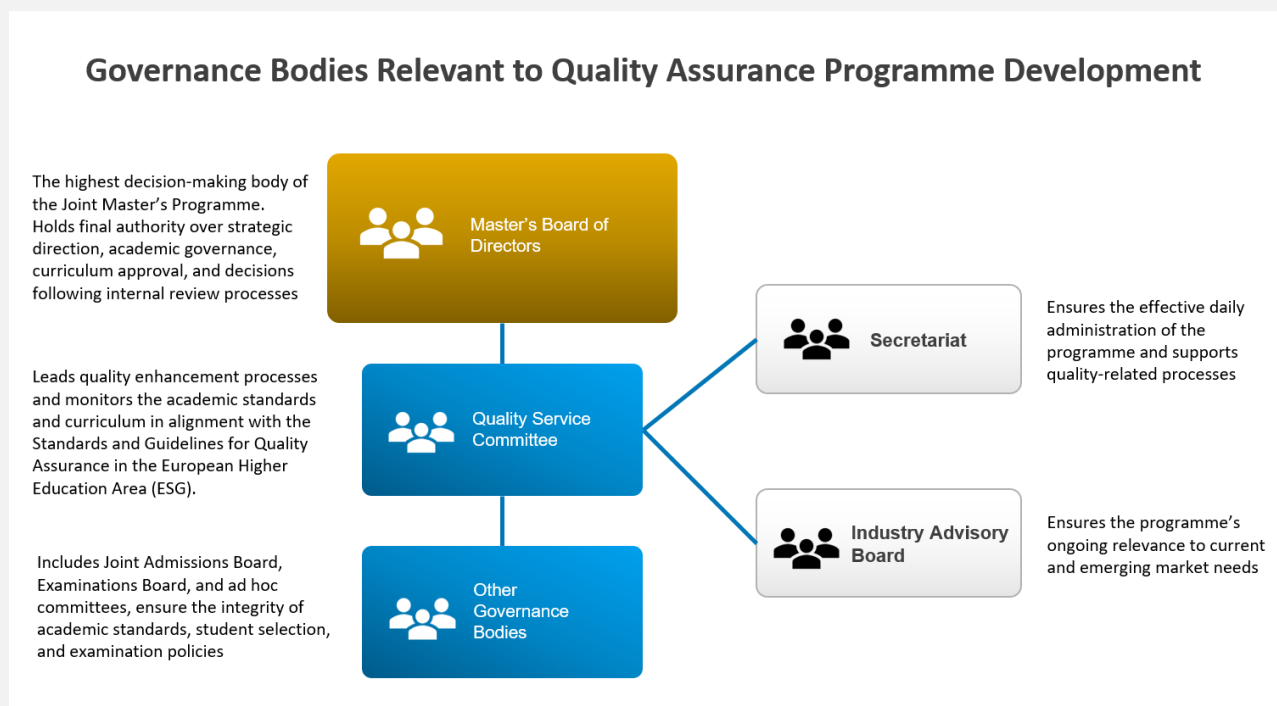 Governance Bodies Relevant to Quality Assurance Programme Development
The highest decision-making body of
the Joint Master’s Programme.
Holds final authority over strategic
direction, academic governance,
curriculum approval, and decisions
following internal review processes
Master’s Board of
Directors
Secretariat
Ensures the effective daily
administration of the
programme and supports
quality-related processes
Leads quality enhancement processes
and monitors the academic standards
and curriculum in alignment with the
Standards and Guidelines for Quality
Assurance in the European Higher
Education Area (ESG).
Quality Service
Committee
Industry Advisory
Board
Ensures the programme’s
ongoing relevance to current
and emerging market needs
Includes Joint Admissions Board,
Examinations Board, and ad hoc
committees, ensure the integrity of
academic standards, student selection,
and examination policies
Other
Governance
Bodies